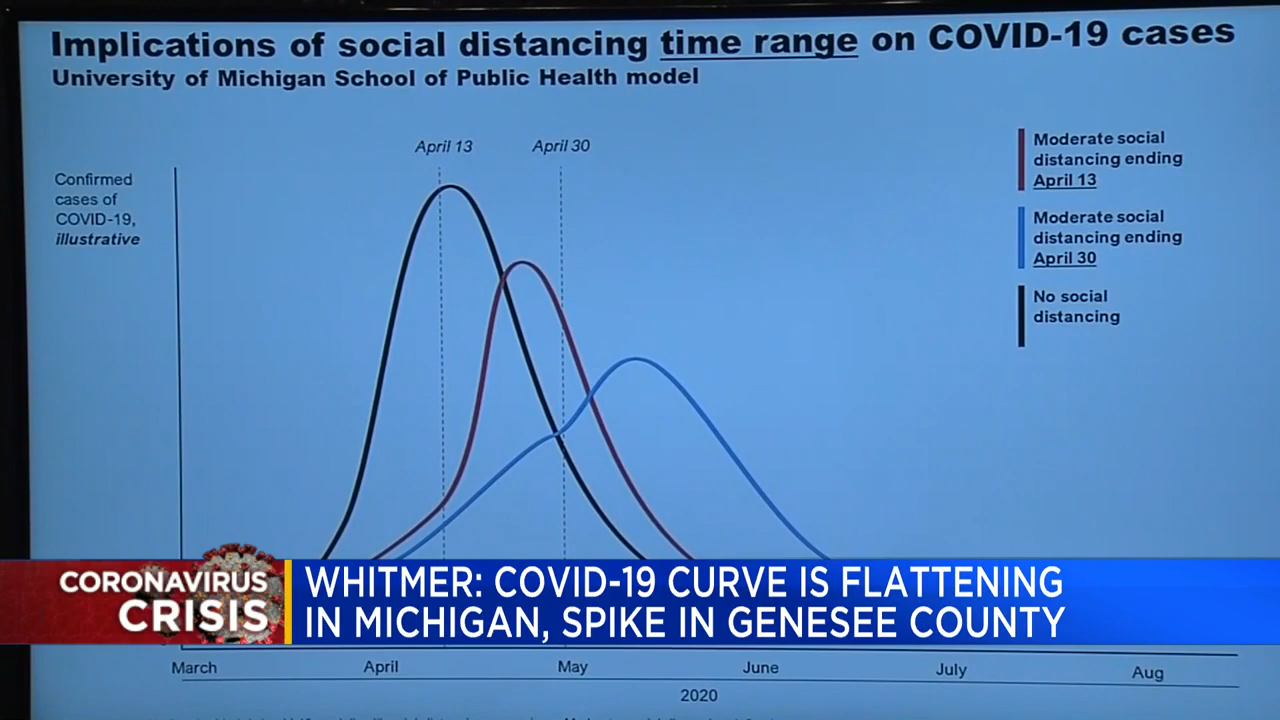 Implications of social distancing time range on COVID-19 cases
University of Michigan School of Public Health model
April 13
April 30
Confirmed
cases of
COVID-19,
illustrative
Moderate social
distancing ending
April 13
Moderate social
distancing ending
April 30
No social
distancing
CORONAVIRUS
CRISIS
WHITMER: COVID-19 CURVE IS FLATTENING
IN MICHIGAN, SPIKE IN GENESEE COUNTY
March
April
May
June
July
Aug
2020